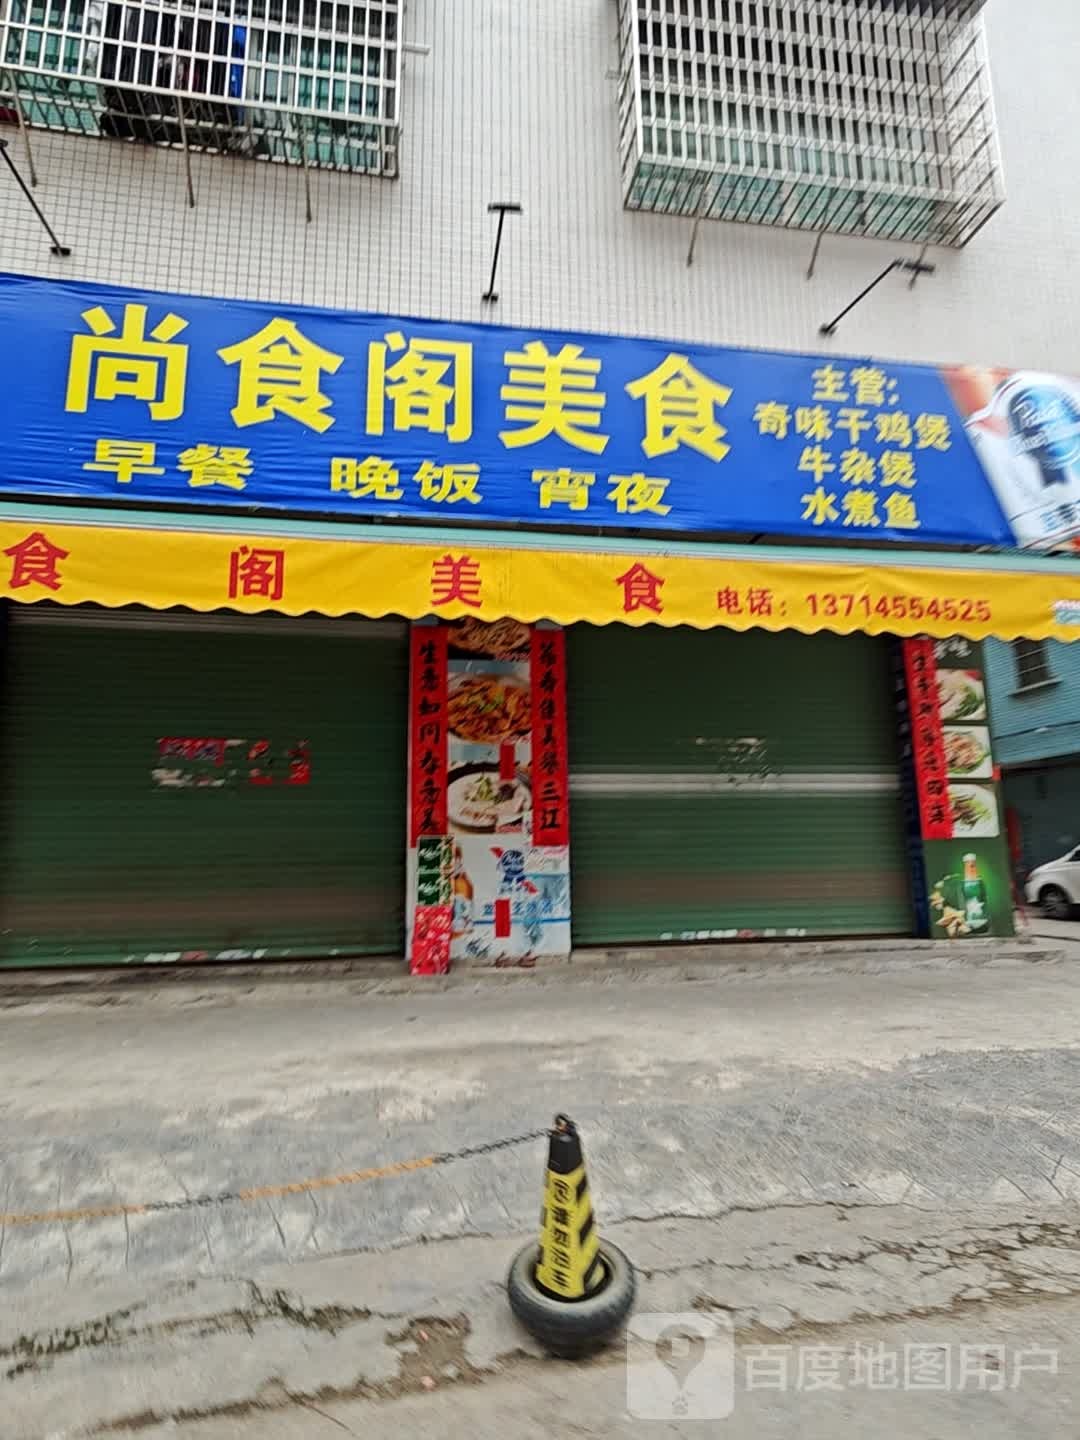 尚食阁美食
早餐 晚饭 宵夜
主营:
奇味干鸡煲
牛杂煲
水煮鱼
食阁美食 电话：13714554525
生意如同春意美
百度地图用户